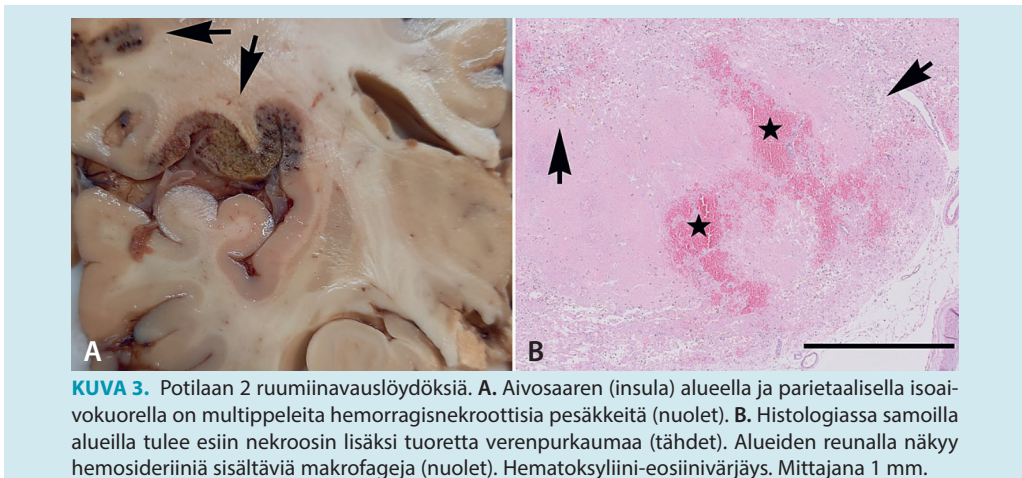 A
B
KUVA 3. Potilaan 2 ruumiinavauslöydöksiä. A. Aivosaaren (insula) alueella ja parietaalisella isoai-
vokuorella on multippeleita hemorragisnekroottisia pesäkkeitä (nuolet). B. Histologiassa samoilla
alueilla tulee esiin nekroosin lisäksi tuoretta verenpurkaumaa (tähdet). Alueiden reunalla näkyy
hemosideriiniä sisältäviä makrofageja (nuolet). Hematoksyliini-eosiinivärjäys. Mittajana 1 mm.